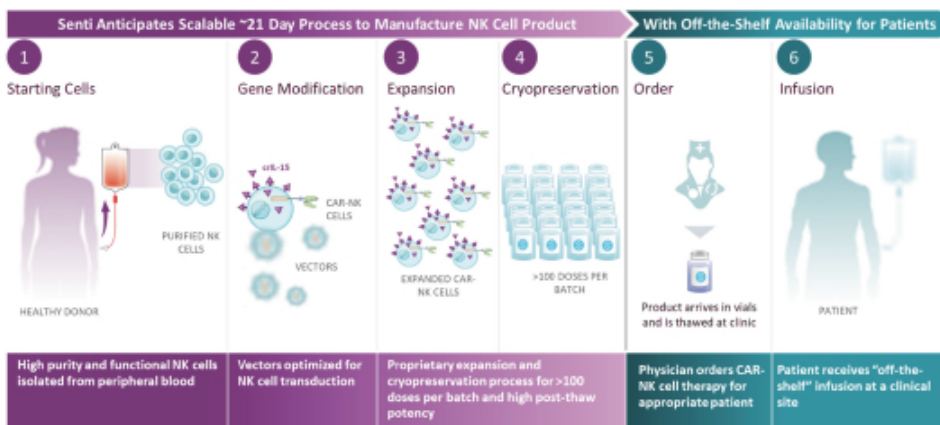 Senti Anticipates Scalable ~21 Day Process to Manufacture NK Cell Product
With Off-the-Shelf Availability for Patients
1
Starting Cells
PURIFIED NK
CELLS
HEALTHY DONOR
High purity and functional NK cells
isolated from peripheral blood
2
Gene Modification
crIL-15
CAR-NK
CELLS
VECTORS
Vectors optimized for
NK cell transduction
3
Expansion
EXPANDED CAR-
NK CELLS
4
Cryopreservation
>100 DOSES PER
BATCH
Proprietary expansion and
cryopreservation process for >100
doses per batch and high post-thaw
potency
5
Order
Product arrives in vials
and is thawed at clinic
Physician orders CAR-
NK cell therapy for
appropriate patient
6
Infusion
PATIENT
Patient receives "off-the-
shelf" infusion at a clinical
site